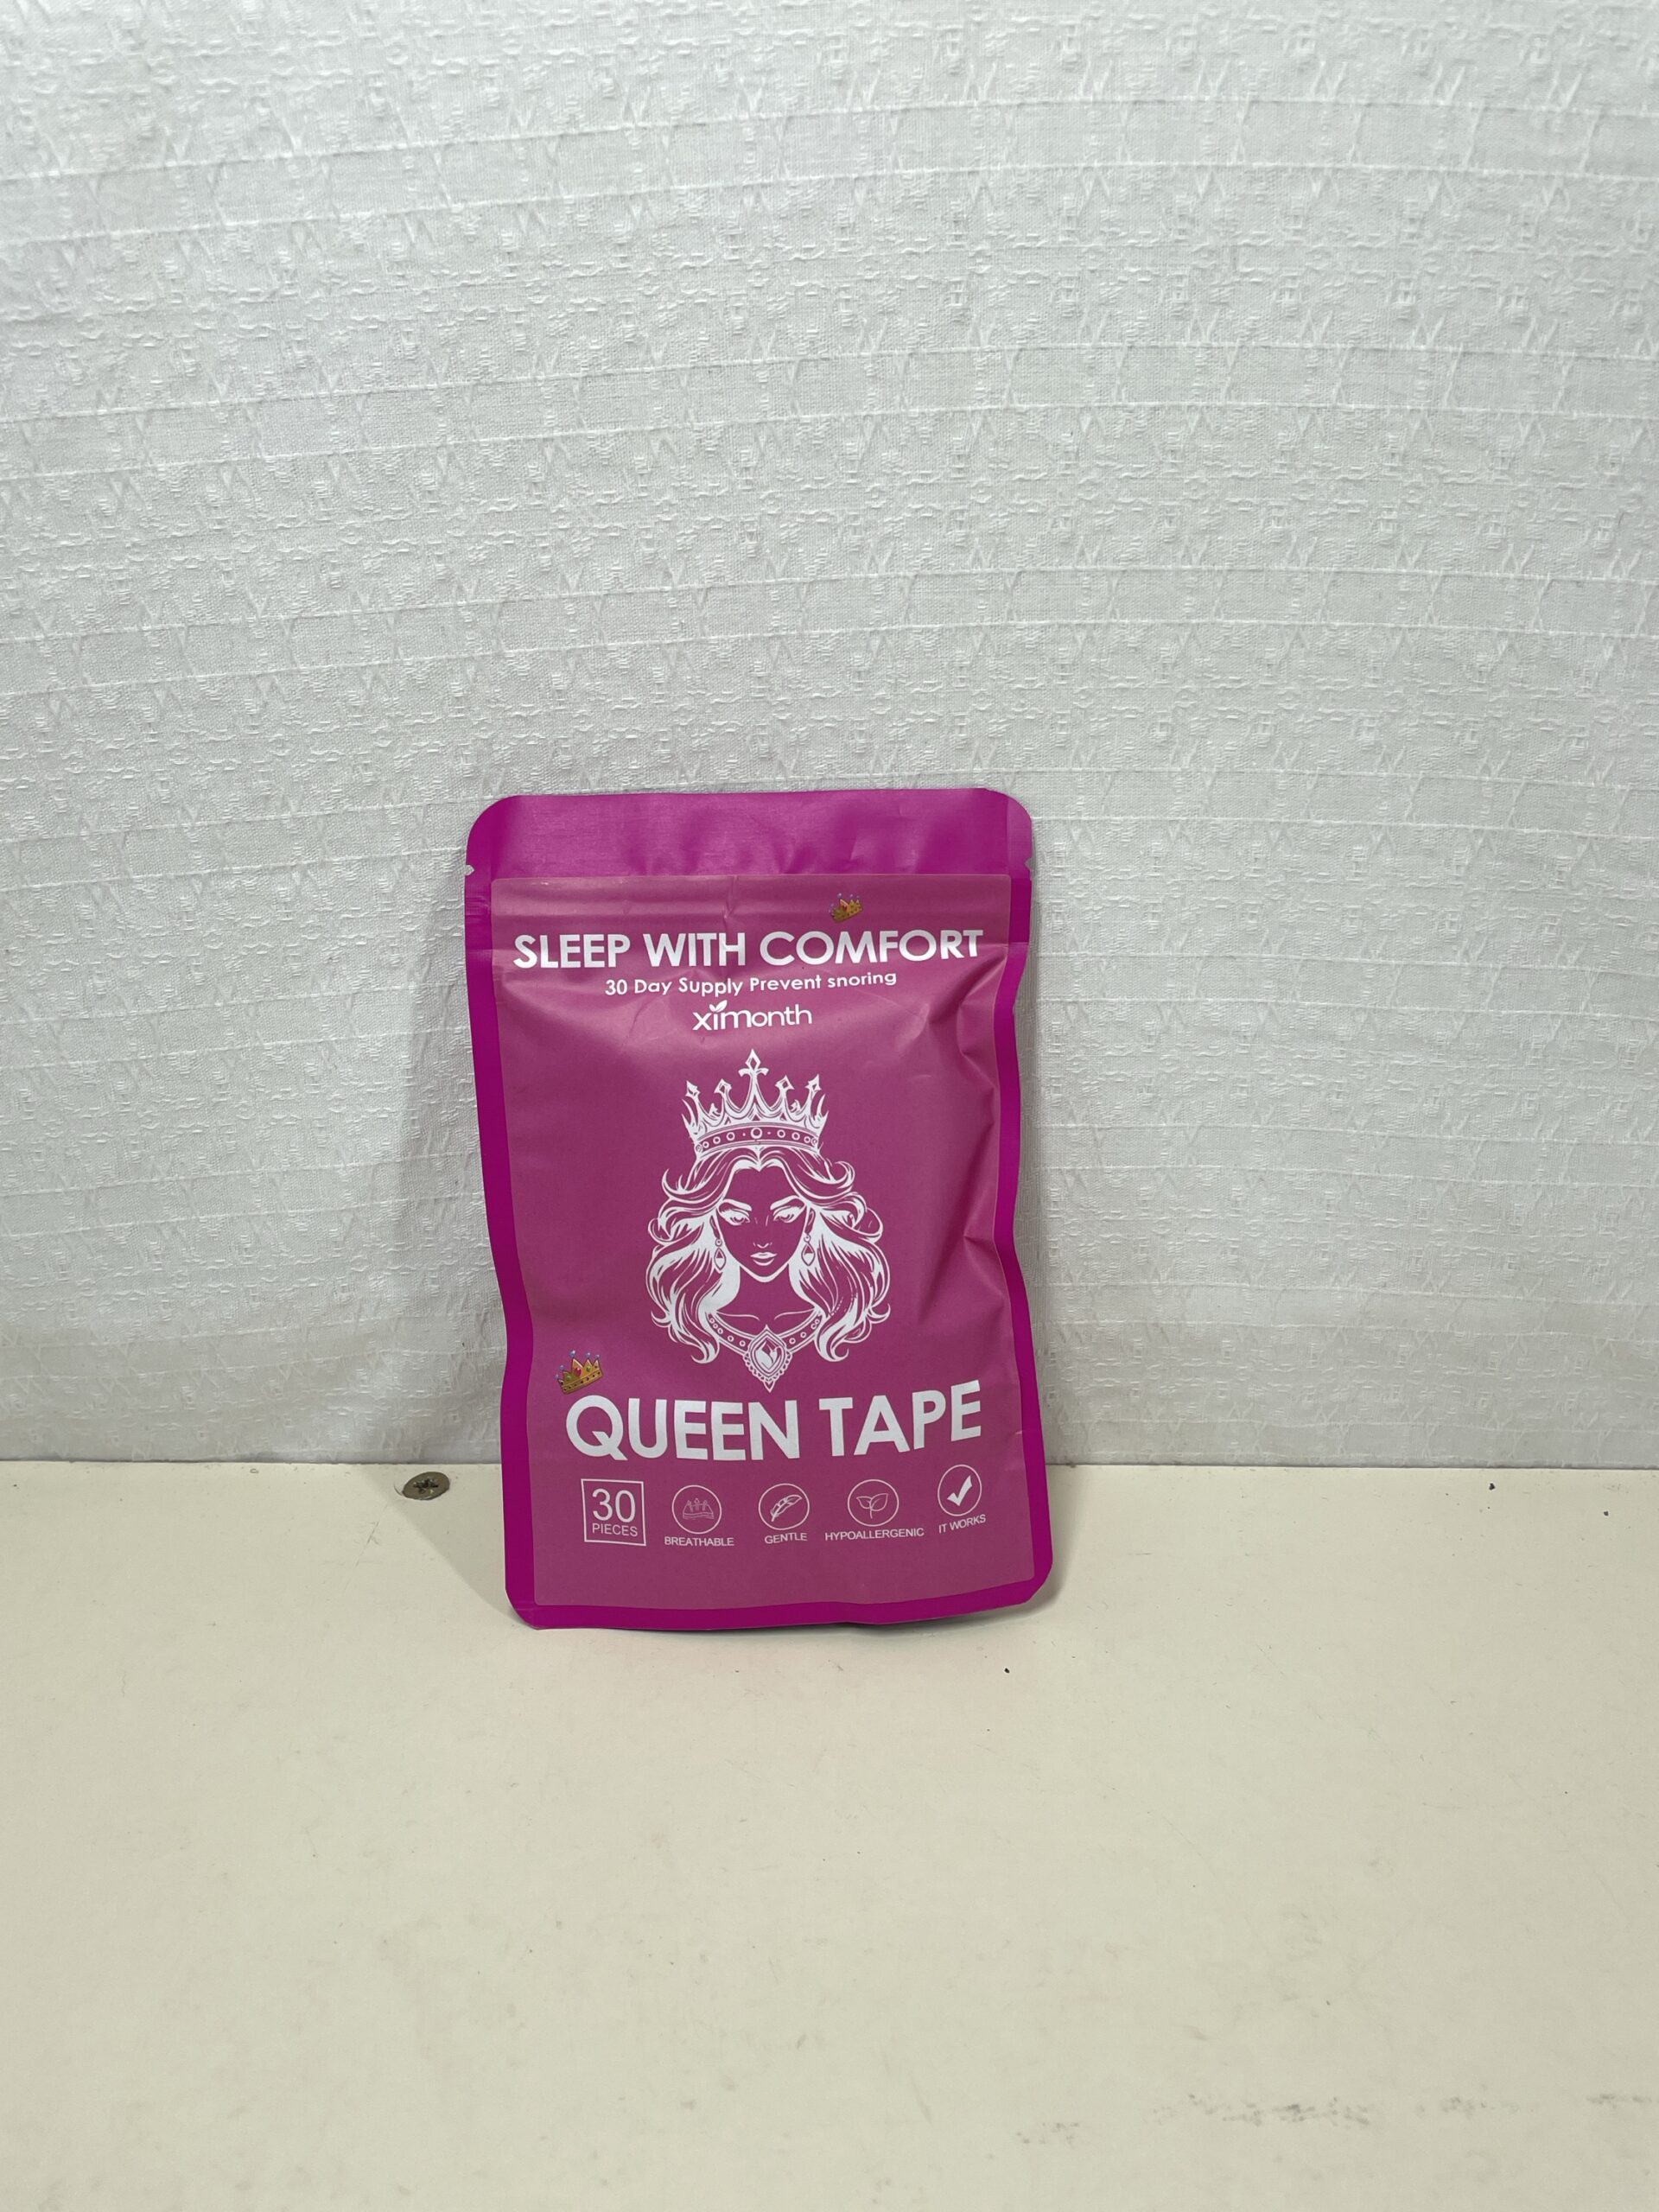 SLEEP WITH COMFORT
30 Day Supply Prevent snoring
ximonth
QUEEN TAPE
30
PIECES
BREATHABLE
GENTLE
HYPOALLERGENIC
IT WORKS